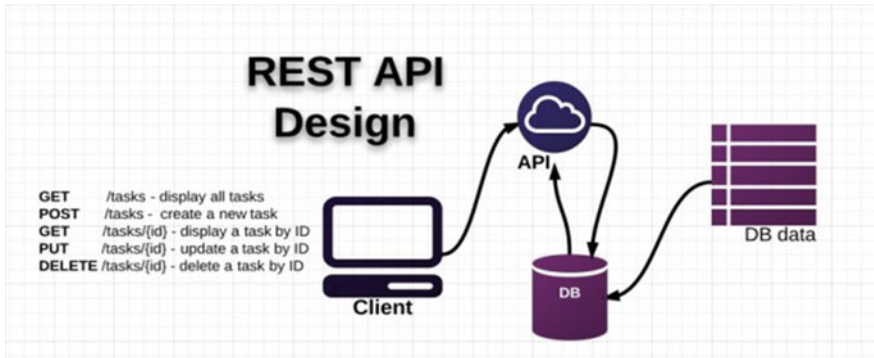 REST API
Design
GET /tasks - display all tasks
POST /tasks - create a new task
GET /tasks/{id} - display a task by ID
PUT /tasks/{id} - update a task by ID
DELETE /tasks/{id} - delete a task by ID
Client
API
DB
DB data